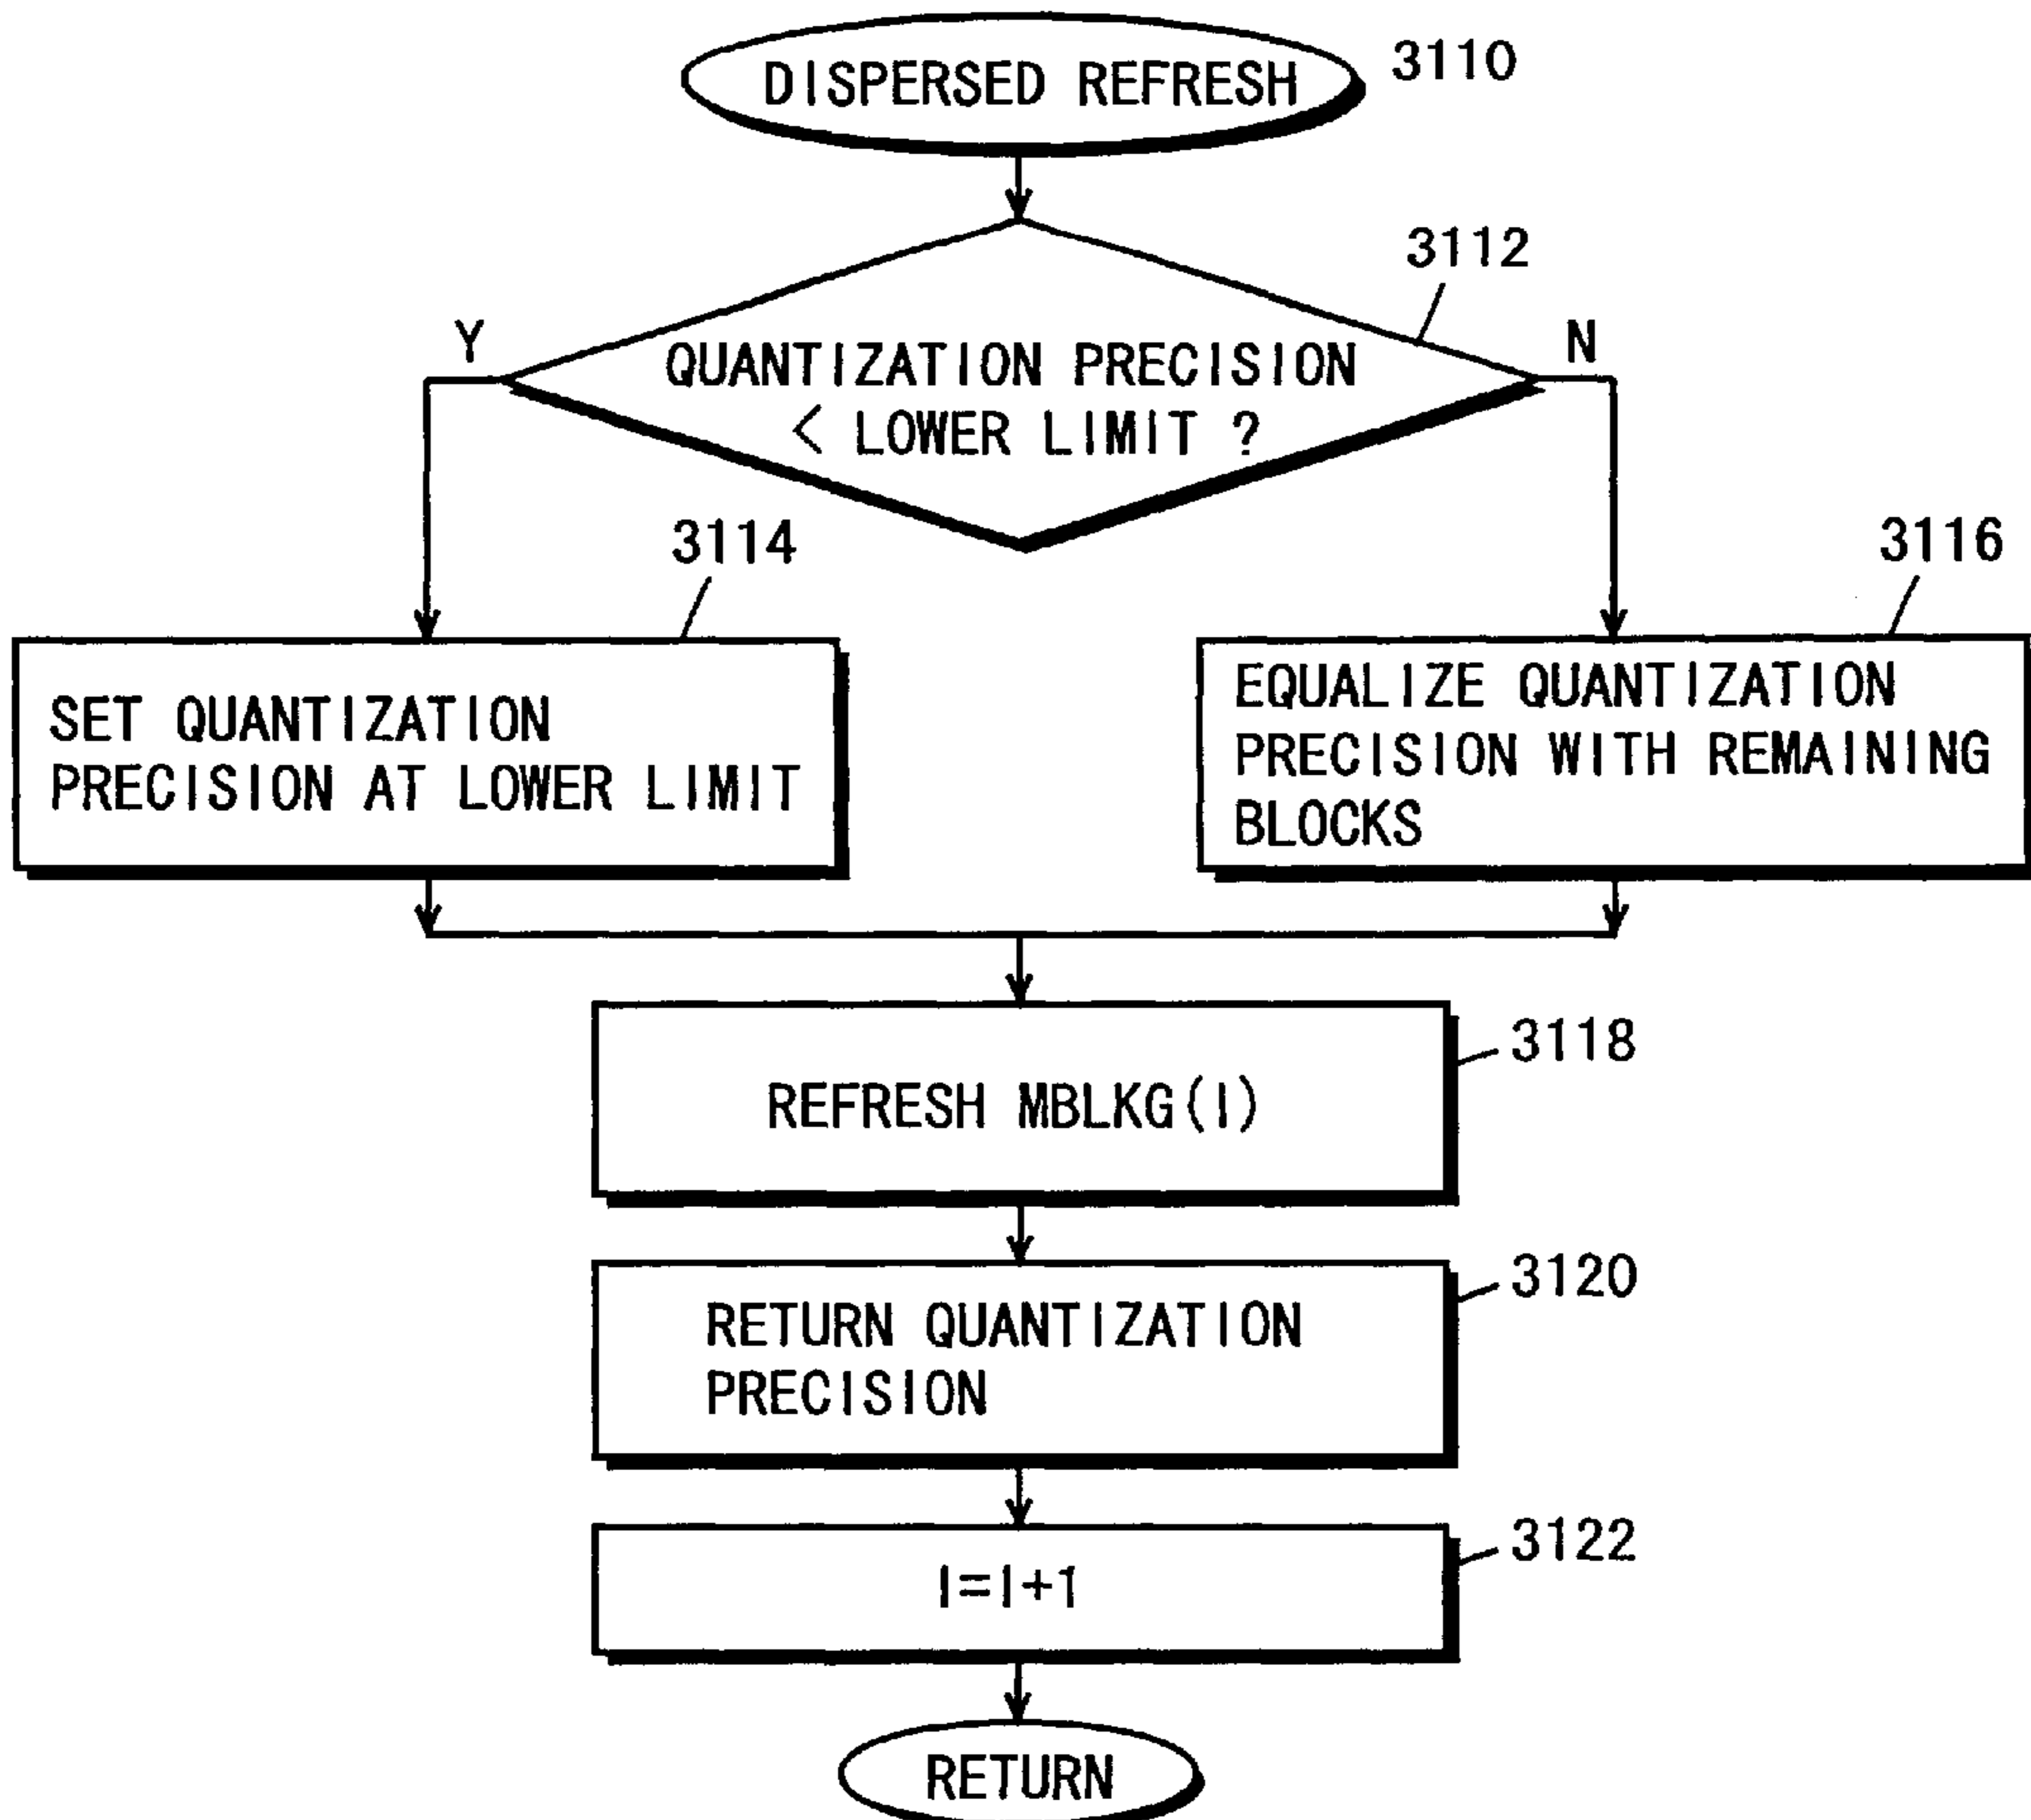 DISPERSED REFRESH
3110
3112
Y
N
QUANTIZATION PRECISION
< LOWER LIMIT ?
3114
3116
SET QUANTIZATION
PRECISION AT LOWER LIMIT
EQUALIZE QUANTIZATION
PRECISION WITH REMAINING
BLOCKS
3118
REFRESH MBLKG(I)
3120
RETURN QUANTIZATION
PRECISION
3122
I=I+1
RETURN